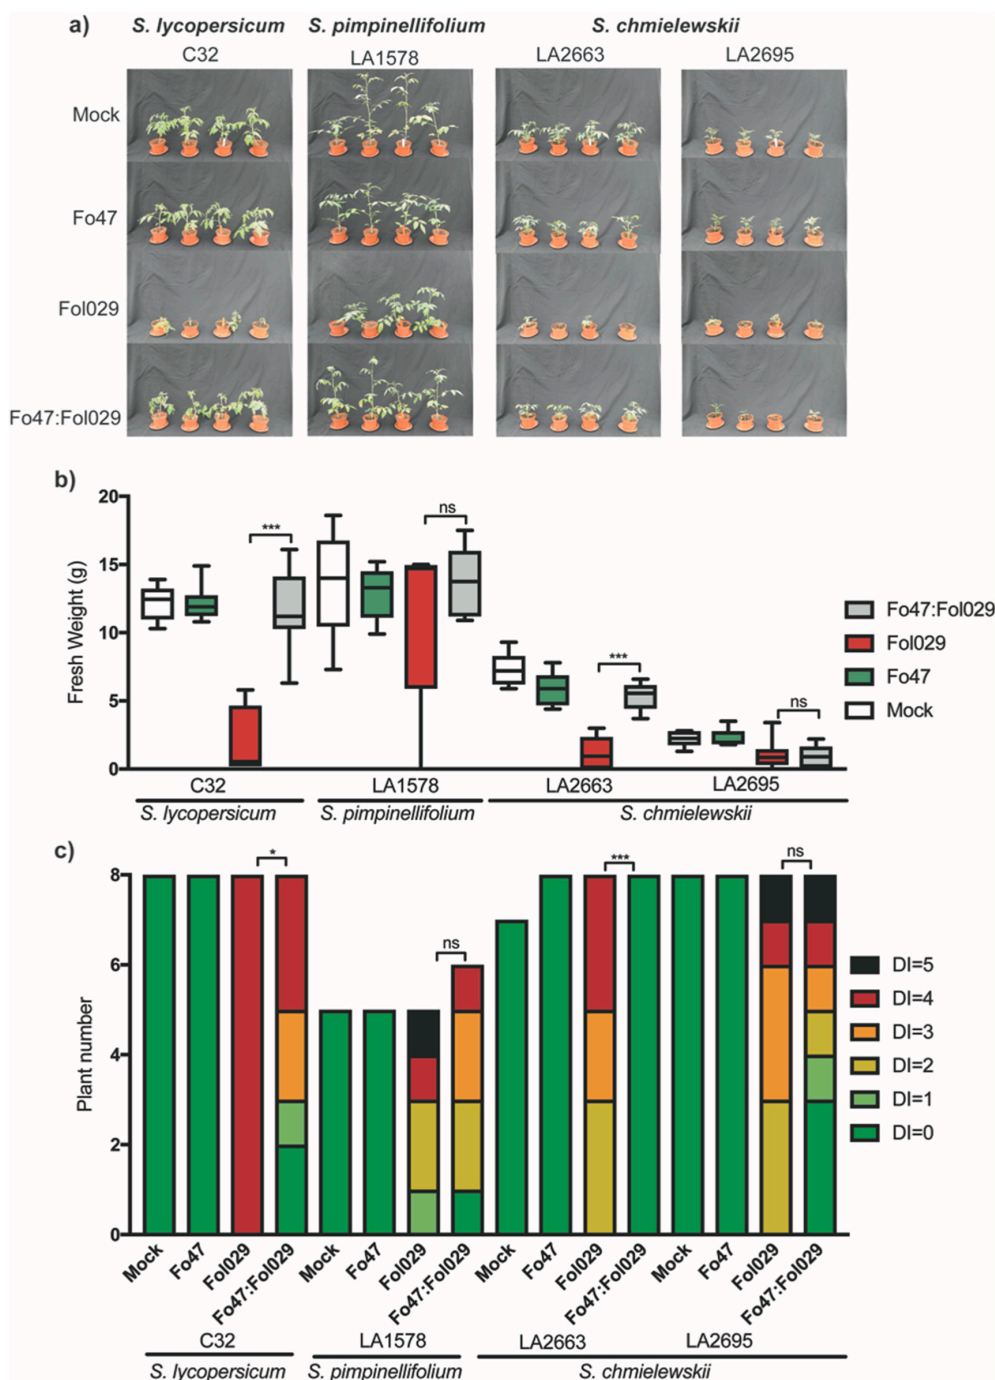 a)
S. lycopersicum S. pimpinellifolium S. chmielewskii
C32 LA1578 LA2663 LA2695
Mock
Fo47
Fol029
Fo47:Fol029
b)
Fresh Weight (g)
20
15
10
5
0
*** ns *** ns
Fo47:Fol029
Fol029
Fo47
Mock
C32 LA1578 LA2663 LA2695
S. lycopersicum S. pimpinellifolium S. chmielewskii
c)
Plant number
8
6
4
2
0
* ns *** ns
DI=5
DI=4
DI=3
DI=2
DI=1
DI=0
Mock Fo47 Fol029 Fo47:Fol029 Mock Fo47 Fol029 Fo47:Fol029 Mock Fo47 Fol029 Fo47:Fol029 Mock Fo47 Fol029 Fo47:Fol029
C32 LA1578 LA2663 LA2695
S. lycopersicum S. pimpinellifolium S. chmielewskii